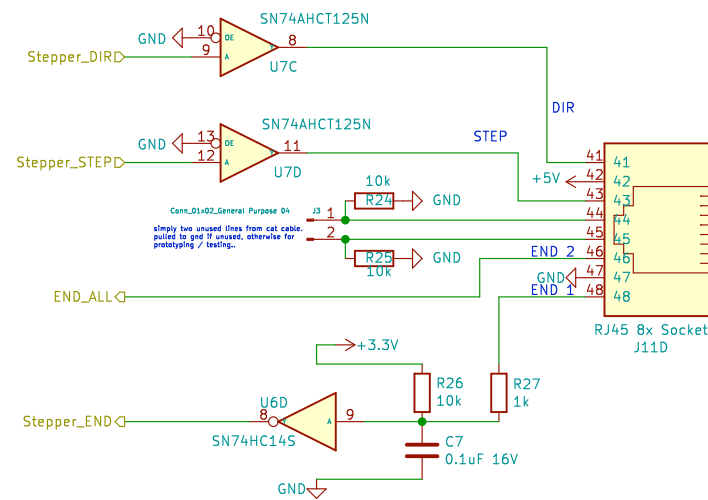 SN74AHCT125N
GND
10
OE
8
Stepper_DIR
9
A
U7C
DIR
SN74AHCT125N
STEP
GND
13
OE
11
Stepper_STEP
12
A
U7D
41
41
+5V
42
42
10k
R24
GND
43
43
Conn_01x02_General Purpose 04
J3
1
44
44
simply two unused lines from cat cable.
pulled to gnd if unused, otherwise for
prototyping / testing..
2
45
45
R25
10k
GND
END 2
46
46
GND
47
47
END_ALL
END 1
48
48
RJ45 8x Socket
J11D
+3.3V
R26
10k
R27
1k
U6D
Stepper_END
8
A
9
SN74HC14S
C7
0.1uF 16V
GND